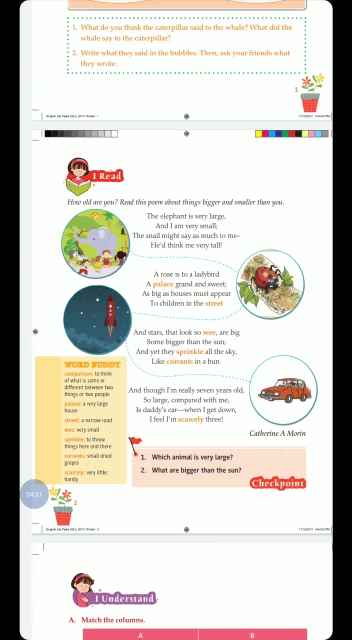 1. What do you think the caterpillar said to the whale? What did the
whale say to the caterpillar?
2. Write what they said in the bubbles. Then, ask your friends what
they wrote.
1
I Read
How old are you? Read this poem about things bigger and smaller than you.
The elephant is very large,
And I am very small;
The snail might say as much to me–
He'd think me very tall!
A rose is to a ladybird
A palace grand and sweet;
As big as houses must appear
To children in the street
And stars, that look so wee, are big
Some bigger than the sun;
And yet they sprinkle all the sky,
Like currants in a bun.
And though I'm really seven years old,
So large, compared with me,
Is daddy's car—when I get down,
I feel I'm scarcely three!
Catherine A Morin
WORD BUDDY
comparison: to think
of what is same or
different between two
things or two people
palace: a very large
house
street: a narrow road
wee: very small
sprinkle: to throw
things here and there
currants: small dried
grapes
scarcely: very little;
hardly
1. Which animal is very large?
2. What are bigger than the sun?
Checkpoint
04:31
2
I Understand
A. Match the columns.
A B